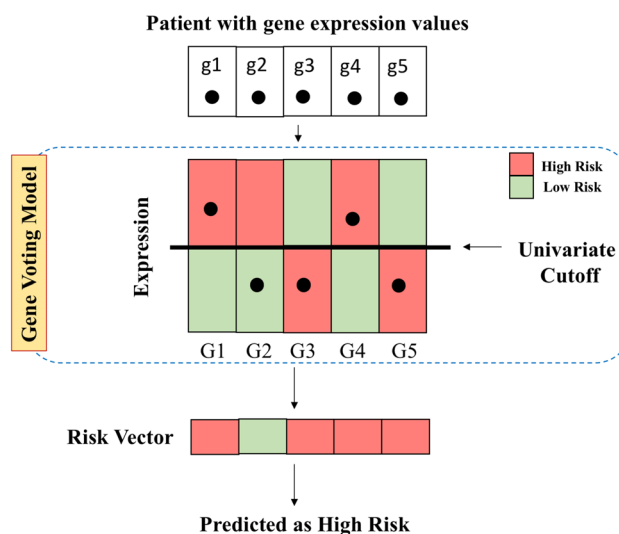 Patient with gene expression values
g1 g2 g3 g4 g5
Gene Voting Model
Expression
High Risk
Low Risk
Univariate
Cutoff
G1 G2 G3 G4 G5
Risk Vector
Predicted as High Risk